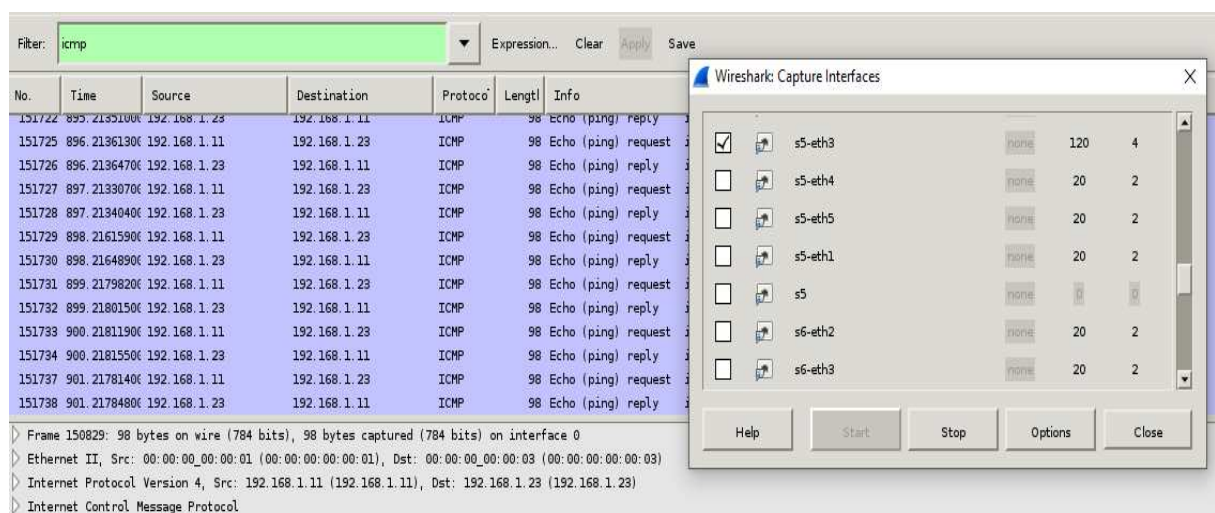 Filter: icmp Expression... Clear Apply Save
No. Time Source Destination Protoco Lengtl Info
151722 895.2135100 192.168.1.23 192.168.1.11 ICMP 98 Echo (ping) reply
151725 896.2136130 192.168.1.11 192.168.1.23 ICMP 98 Echo (ping) request
151726 896.2136470 192.168.1.23 192.168.1.11 ICMP 98 Echo (ping) reply
151727 897.2133070 192.168.1.11 192.168.1.23 ICMP 98 Echo (ping) request
151728 897.2134040 192.168.1.23 192.168.1.11 ICMP 98 Echo (ping) reply
151729 898.2161590 192.168.1.11 192.168.1.23 ICMP 98 Echo (ping) request
151730 898.2164890 192.168.1.23 192.168.1.11 ICMP 98 Echo (ping) reply
151731 899.2179820 192.168.1.11 192.168.1.23 ICMP 98 Echo (ping) request
151732 899.2180150 192.168.1.23 192.168.1.11 ICMP 98 Echo (ping) reply
151733 900.2181190 192.168.1.11 192.168.1.23 ICMP 98 Echo (ping) request
151734 900.2181550 192.168.1.23 192.168.1.11 ICMP 98 Echo (ping) reply
151737 901.2178140 192.168.1.11 192.168.1.23 ICMP 98 Echo (ping) request
151738 901.2178480 192.168.1.23 192.168.1.11 ICMP 98 Echo (ping) reply
Frame 150829: 98 bytes on wire (784 bits), 98 bytes captured (784 bits) on interface 0
Ethernet II, Src: 00:00:00_00:00:01 (00:00:00:00:00:01), Dst: 00:00:00_00:00:03 (00:00:00:00:00:03)
Internet Protocol Version 4, Src: 192.168.1.11 (192.168.1.11), Dst: 192.168.1.23 (192.168.1.23)
Internet Control Message Protocol
Wireshark: Capture Interfaces X
s5-eth3 none 120 4
s5-eth4 none 20 2
s5-eth5 none 20 2
s5-eth1 none 20 2
s5 none 0 0
s6-eth2 none 20 2
s6-eth3 none 20 2
Help Start Stop Options Close